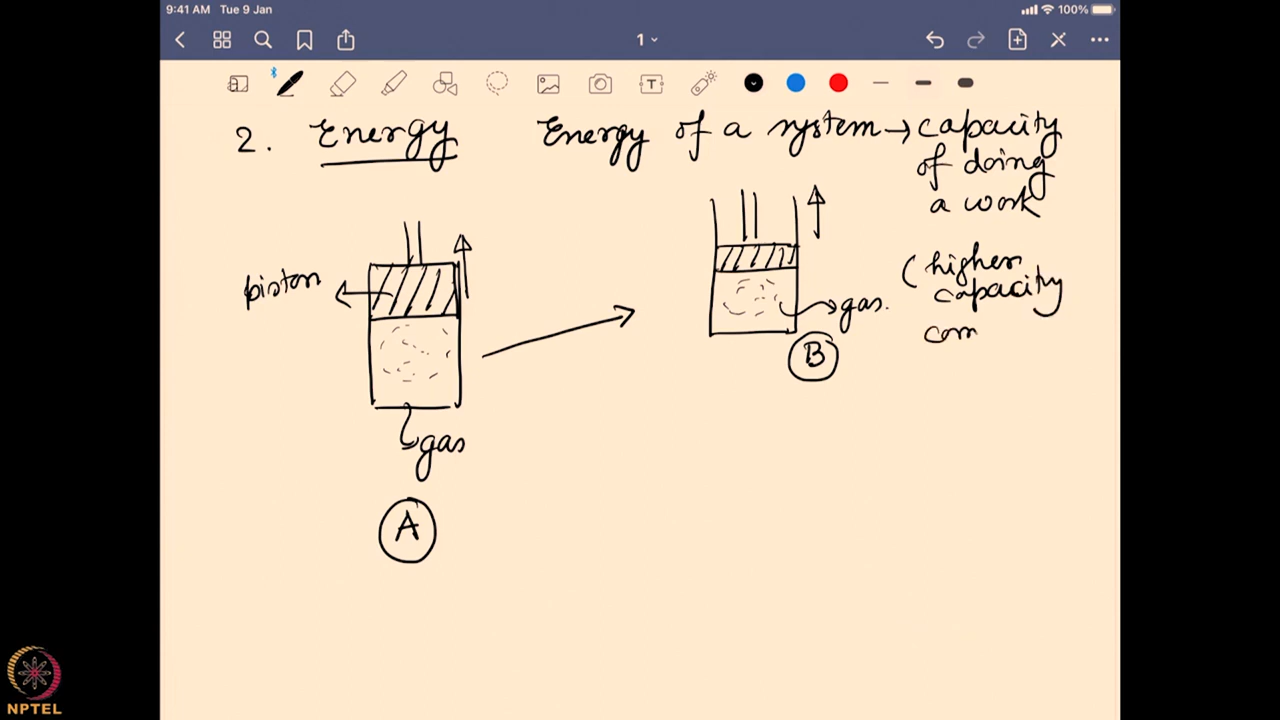 9:41 AM Tue 9 Jan
100%
1
T
2. Energy Energy of a system → capacity
of doing
a work
piston
gas
A
gas.
B
(higher
capacity
com
NPTEL